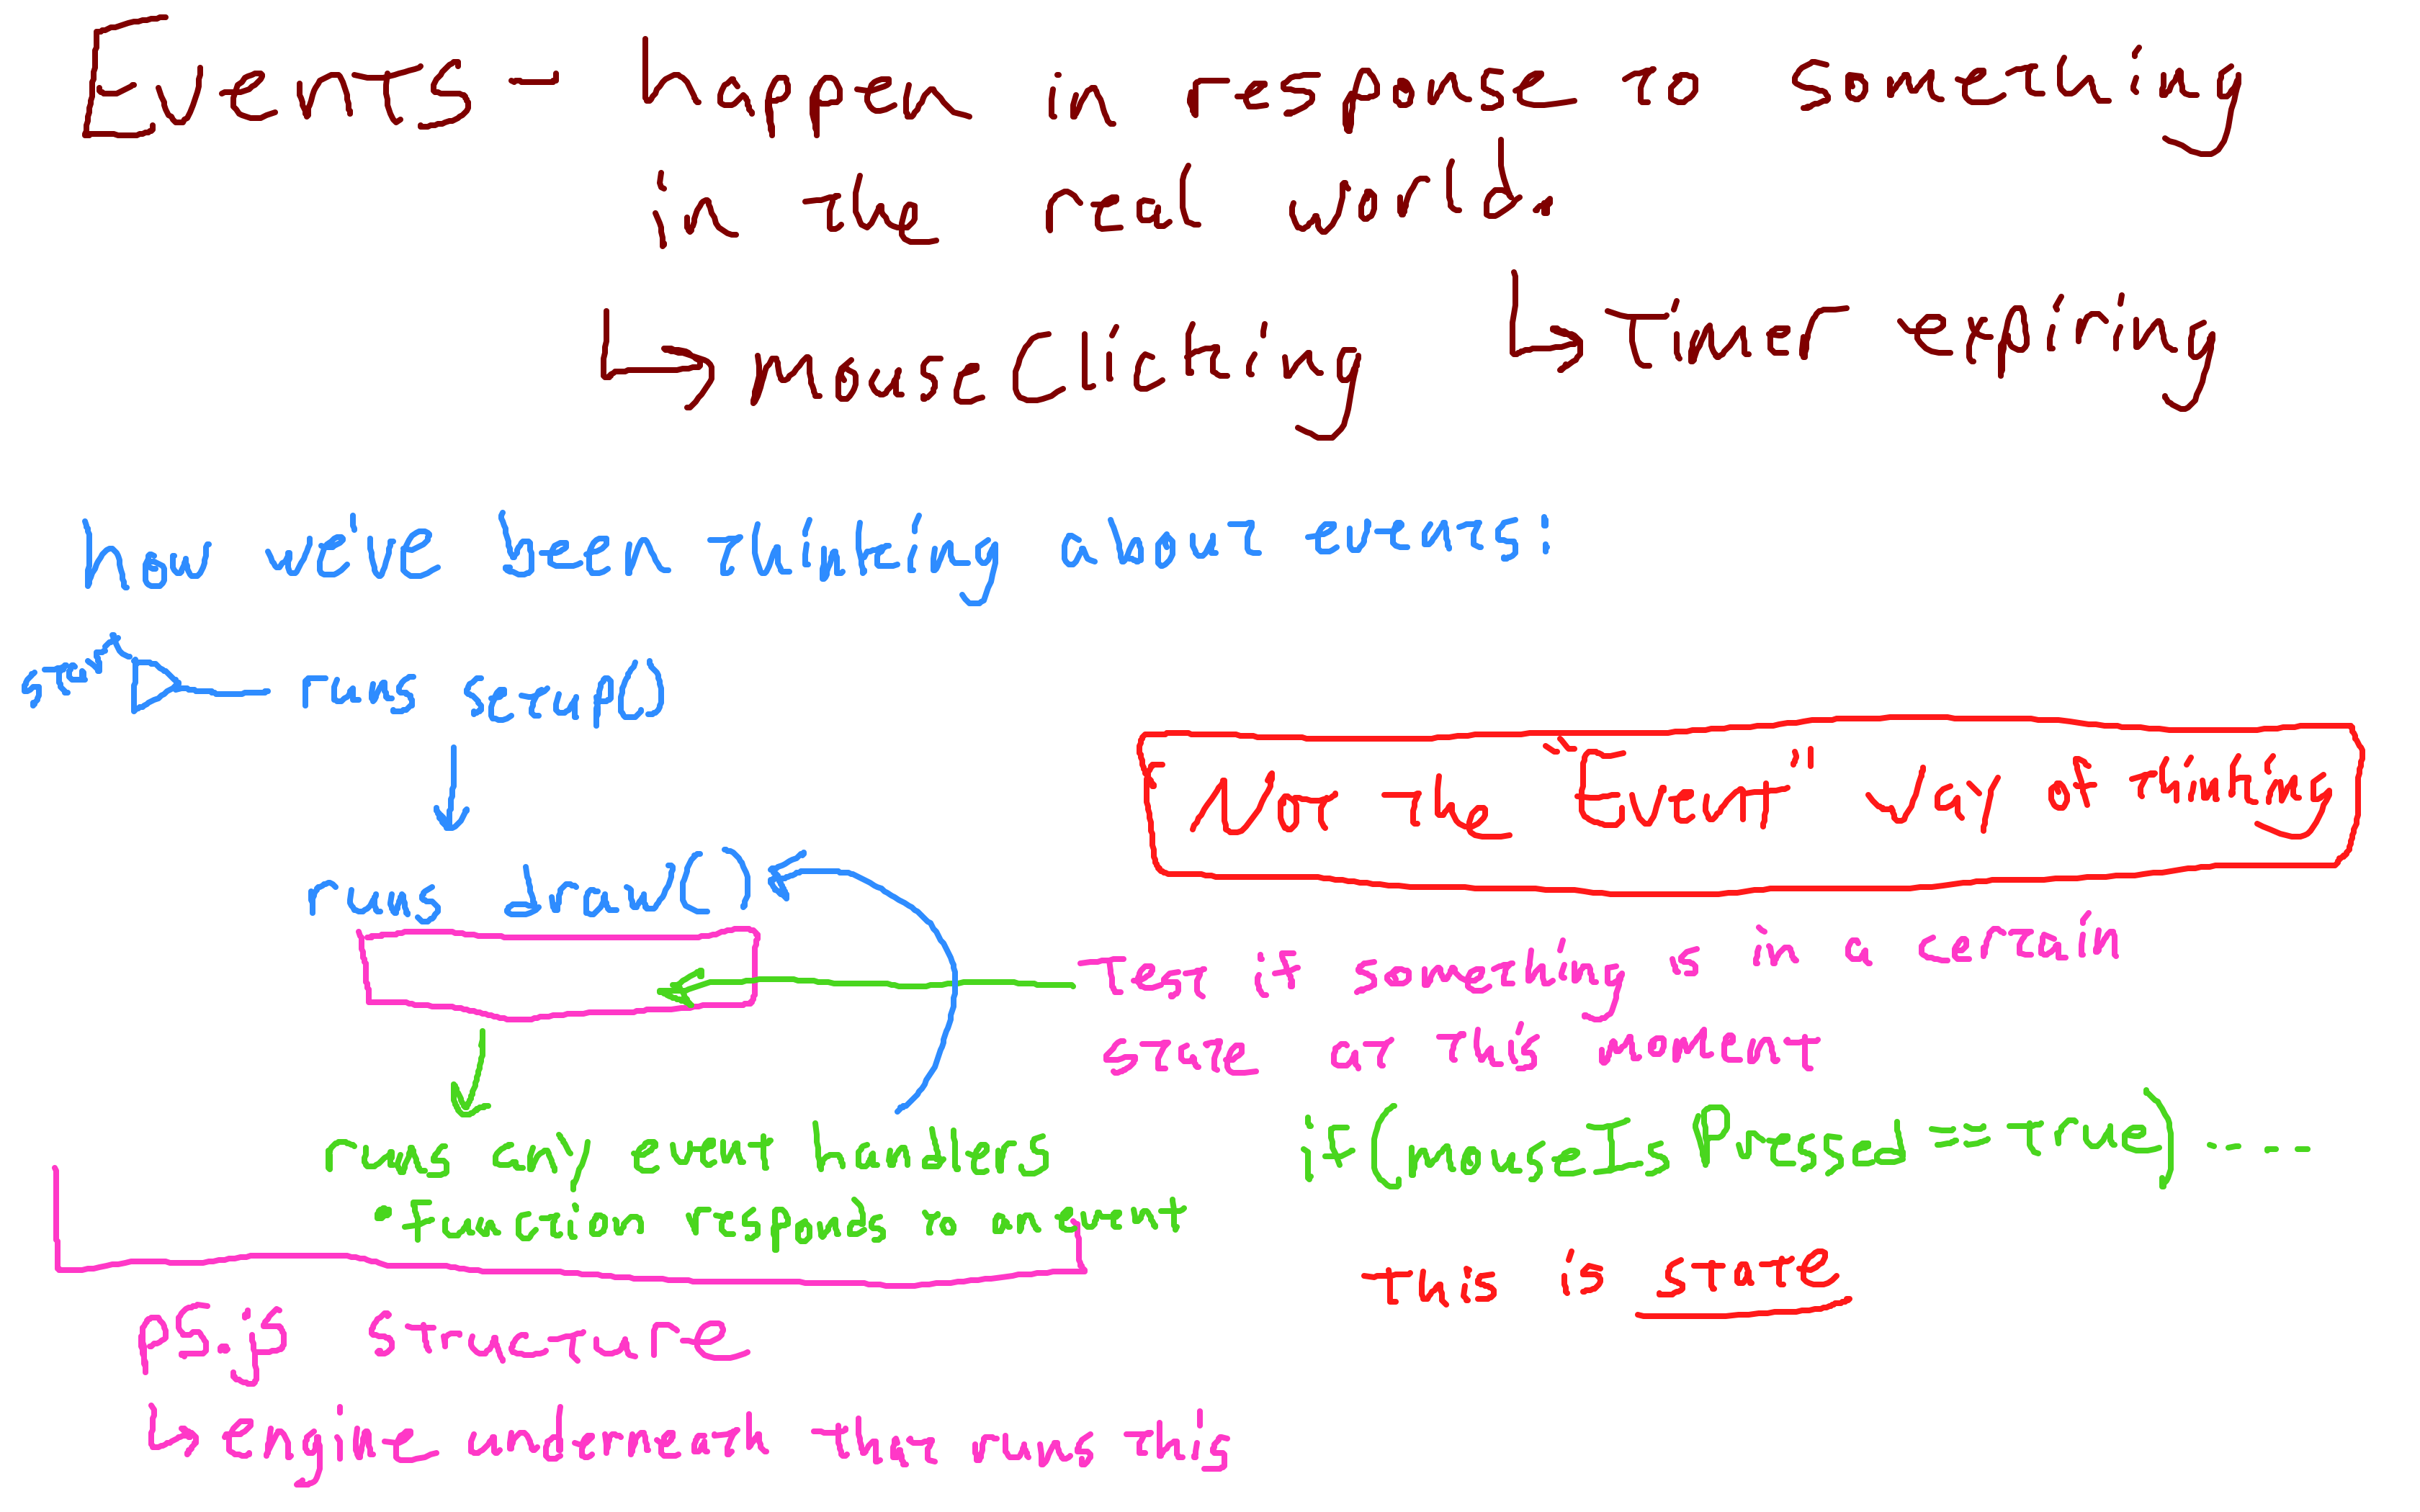 Events - happen in response to something
in the real world.
↳ mouse Clicking
↳ Timer expiring
how we've been thinking about events:
start
runs setup()
Not the "Event" way of thinking
runs draw()
Test if something is in a certain
state at this moment
if (mouseIsPressed == true) ....
runs any event handlers
• function responds to an event
this is state
p5.js structure
↳ engine underneath that runs this